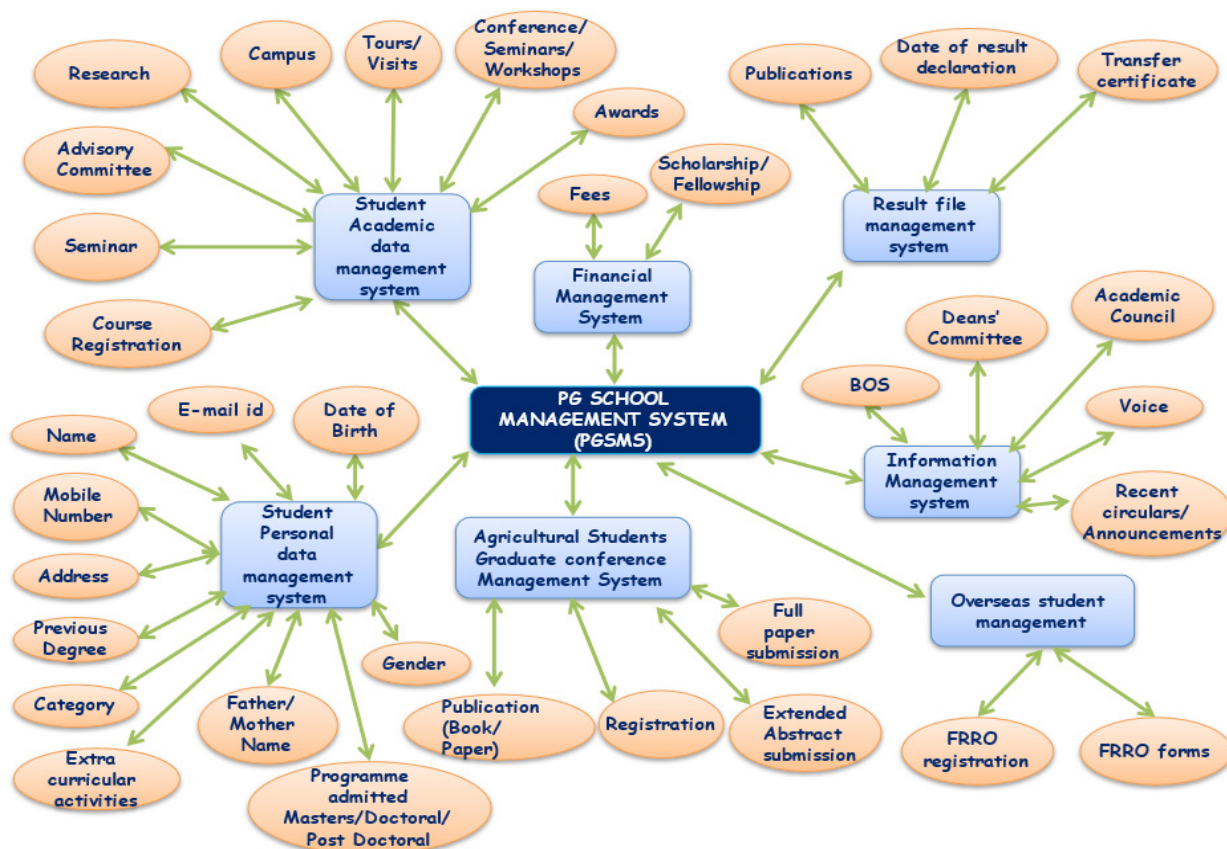 Research
Campus
Tours/
Visits
Conference/
Seminars/
Workshops
Awards
Advisory
Committee
Seminar
Course
Registration
Student
Academic
data
management
system
Fees
Scholarship/
Fellowship
Financial
Management
System
Publications
Date of result
declaration
Transfer
certificate
Result file
management
system
PG SCHOOL
MANAGEMENT SYSTEM
(PGSMS)
BOS
Deans'
Committee
Academic
Council
Voice
Recent
circulars/
Announcements
Information
Management
system
Name
E-mail id
Date of
Birth
Mobile
Number
Address
Previous
Degree
Category
Extra
curricular
activities
Father/
Mother
Name
Programme
admitted
Masters/Doctoral/
Post Doctoral
Gender
Student
Personal
data
management
system
Agricultural Students
Graduate conference
Management System
Publication
(Book/
Paper)
Registration
Extended
Abstract
submission
Full
paper
submission
Overseas student
management
FRRO
registration
FRRO forms